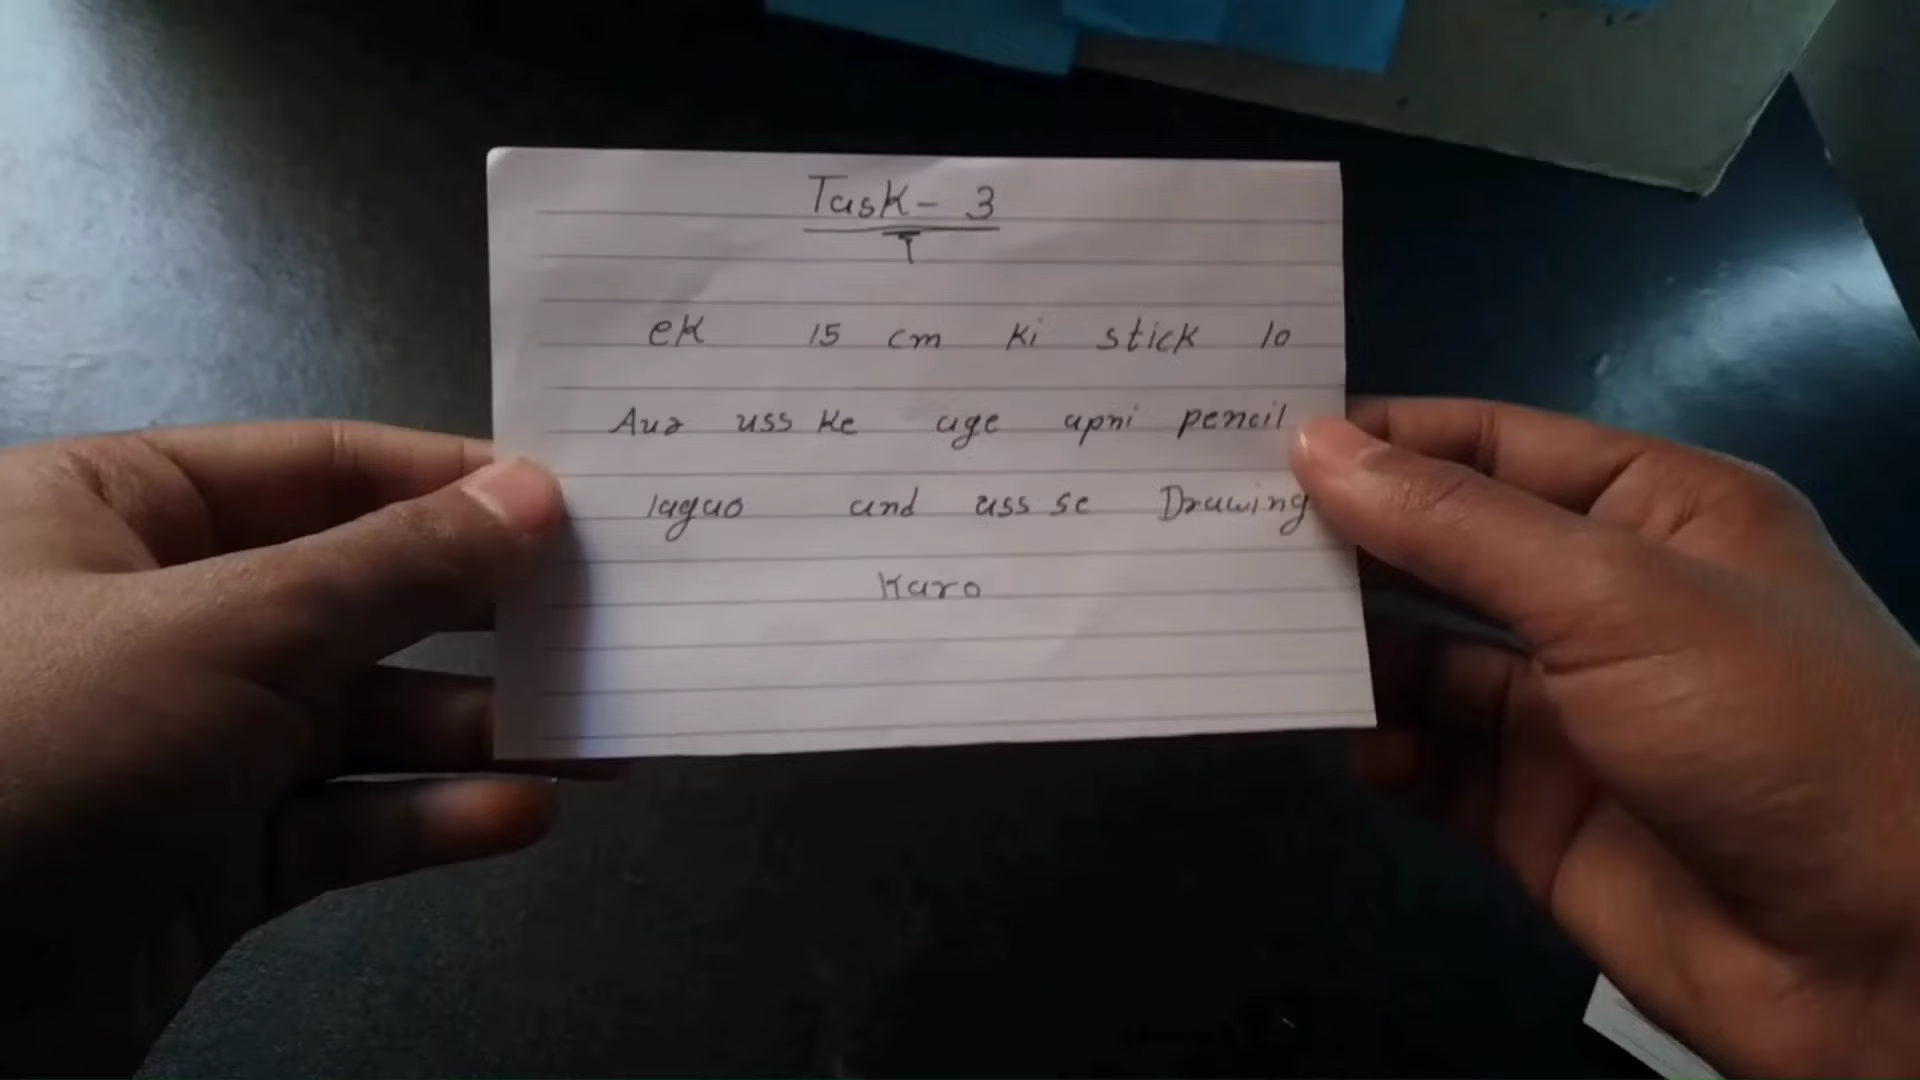 Task- 3
ek 15 cm ki stick lo
Aur uss ke age apni pencil
lagao and uss se Drawing
Karo